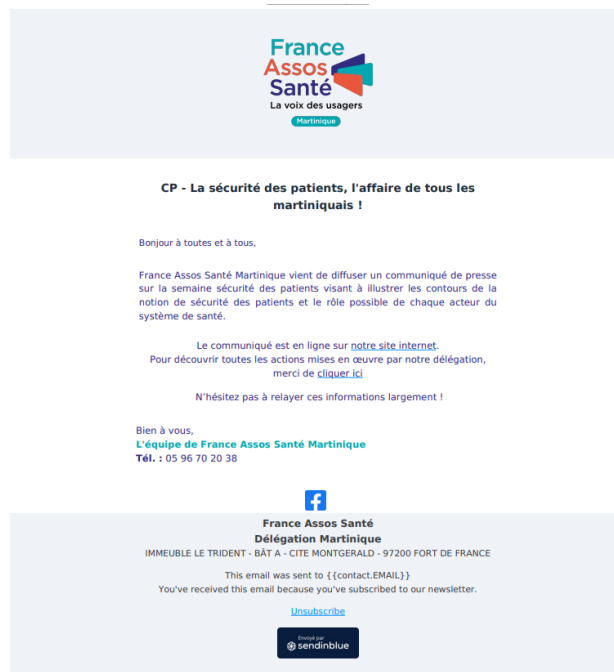 France
Assos
Santé
La voix des usagers
Martinique
CP - La sécurité des patients, l'affaire de tous les
martiniquais !
Bonjour à toutes et à tous,
France Assos Santé Martinique vient de diffuser un communiqué de presse
sur la semaine sécurité des patients visant à illustrer les contours de la
notion de sécurité des patients et le rôle possible de chaque acteur du
système de santé.
Le communiqué est en ligne sur notre site internet.
Pour découvrir toutes les actions mises en œuvre par notre délégation,
merci de cliquer ici
N'hésitez pas à relayer ces informations largement !
Bien à vous,
L'équipe de France Assos Santé Martinique
Tél. : 05 96 70 20 38
France Assos Santé
Délégation Martinique
IMMEUBLE LE TRIDENT - BÂT A - CITE MONTGERALD - 97200 FORT DE FRANCE
This email was sent to {{contact.EMAIL}}
You've received this email because you've subscribed to our newsletter.
Unsubscribe
Envoyé par
sendinblue